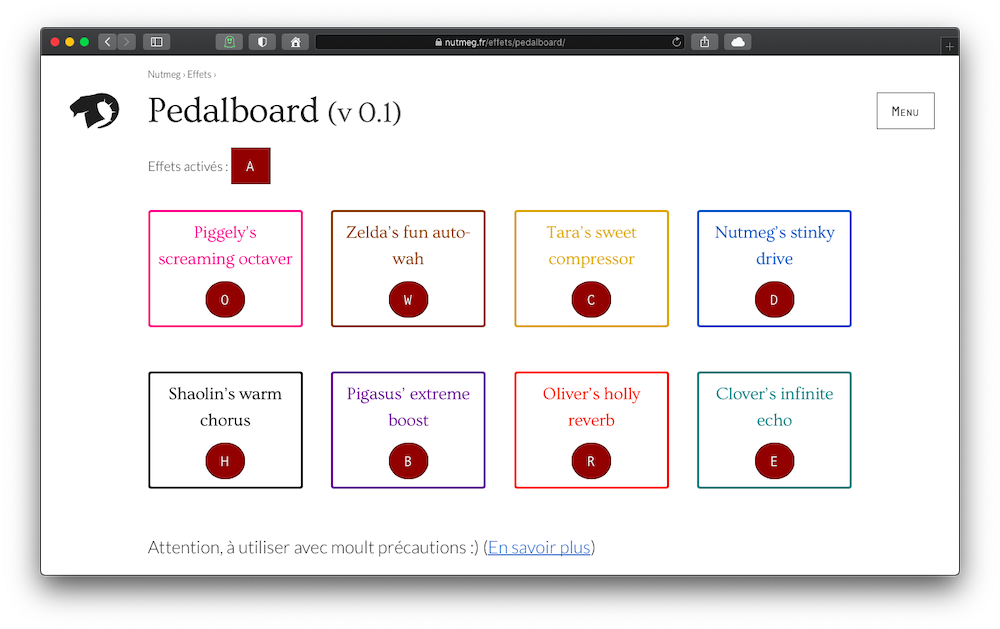 nutmeg.fr/effets/pedalboard/
Nutmeg › Effets ›
Pedalboard (v 0.1)
Menu
Effets activés : A
Piggely's
screaming octaver
O
Zelda's fun auto-
wah
W
Tara's sweet
compressor
C
Nutmeg's stinky
drive
D
Shaolin's warm
chorus
H
Pigasus' extreme
boost
B
Oliver's holly
reverb
R
Clover's infinite
echo
E
Attention, à utiliser avec moult précautions :) (En savoir plus)